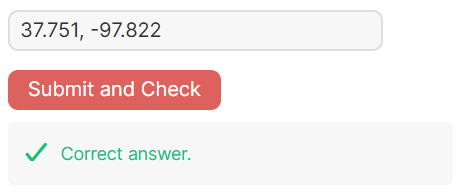 37.751, -97.822
Submit and Check
Correct answer.